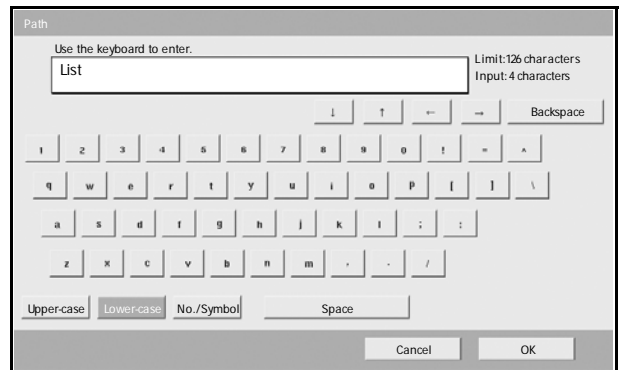 Path
Use the keyboard to enter.
Limit:126 characters
List
Input: 4 characters
↓ ↑ ← → Backspace
1 2 3 4 5 6 7 8 9 0 ! = ^
q w e r t y u i o p [ ] \
a s d f g h j k l ; :
z x c v b n m , . /
Upper-case Lower-case No./Symbol Space
Cancel OK